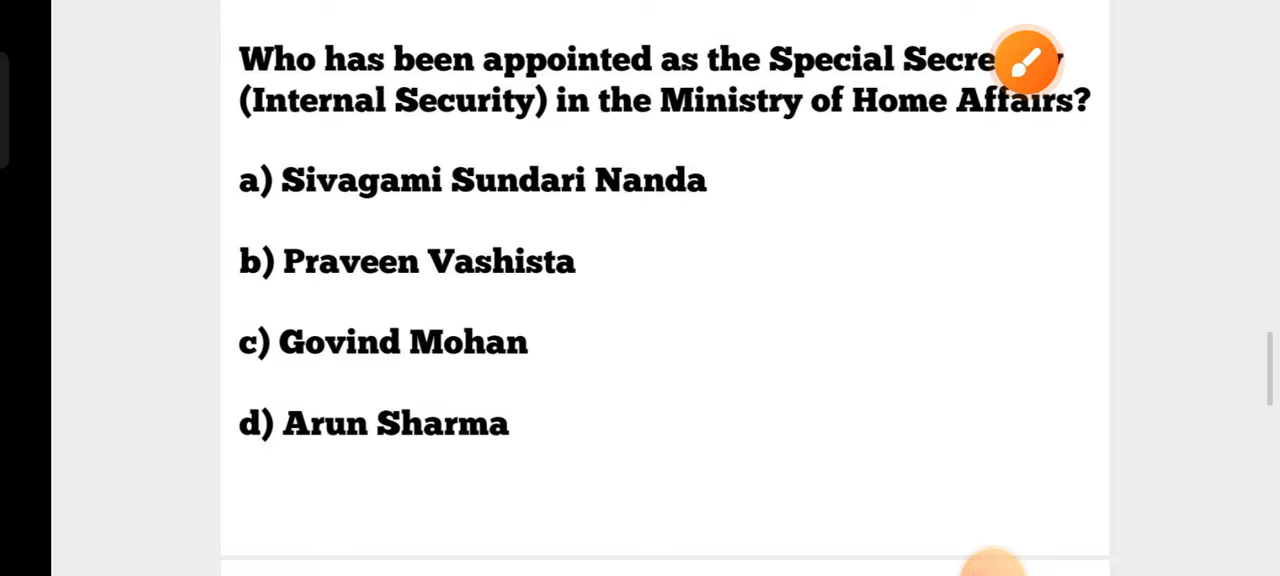 Who has been appointed as the Special
(Internal Security) in the Ministry of Home Affairs?
a) Sivagami Sundari Nanda
b) Praveen Vashista
c) Govind Mohan
d) Arun Sharma